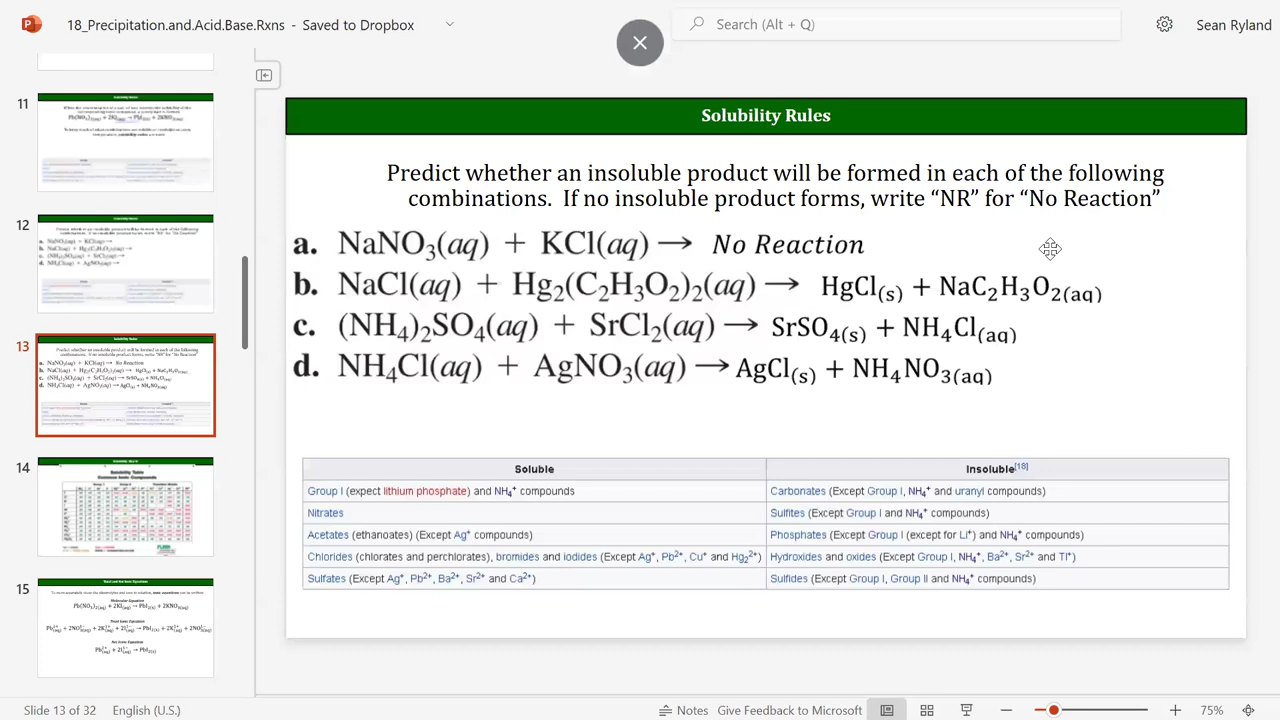 18_Precipitation.and.Acid.Base.Rxns - Saved to Dropbox
Search (Alt + Q)
Sean Ryland
11
12
13
14
15
Solubility Rules
Predict whether an insoluble product will be formed in each of the following
combinations. If no insoluble product forms, write “NR” for “No Reaction”
a. NaNO₃(aq) + KCl(aq) → No Reaction
b. NaCl(aq) + Hg₂(C₂H₃O₂)₂(aq) → + NaC₂H₃O₂(aq)
c. (NH₄)₂SO₄(aq) + SrCl₂(aq) → SrSO₄(s) + NH₄Cl(aq)
d. NH₄Cl(aq) + AgNO₃(aq) → AgCl(s) + NH₄NO₃(aq)
Soluble Insoluble[18]
Group I (expect lithium phosphate) and NH₄⁺ compounds Carbonates (Except Group I, NH₄⁺ and uranyl compounds)
Nitrates Sulfites (Except Group I and NH₄⁺ compounds)
Acetates (ethanoates) (Except Ag⁺ compounds) Phosphates (Except Group I (except for Li⁺) and NH₄⁺ compounds)
Chlorides (chlorates and perchlorates), bromides and iodides (Except Ag⁺, Pb²⁺, Cu⁺ and Hg₂²⁺) Hydroxides and oxides (Except Group I, NH₄⁺, Ba²⁺, Sr²⁺ and Tl⁺)
Sulfates (Except Ag⁺, Pb²⁺, Ba²⁺, Sr²⁺ and Ca²⁺) Sulfides (Except Group I, Group II and NH₄⁺ compounds)
Slide 13 of 32
English (U.S.)
Notes
Give Feedback to Microsoft
75%